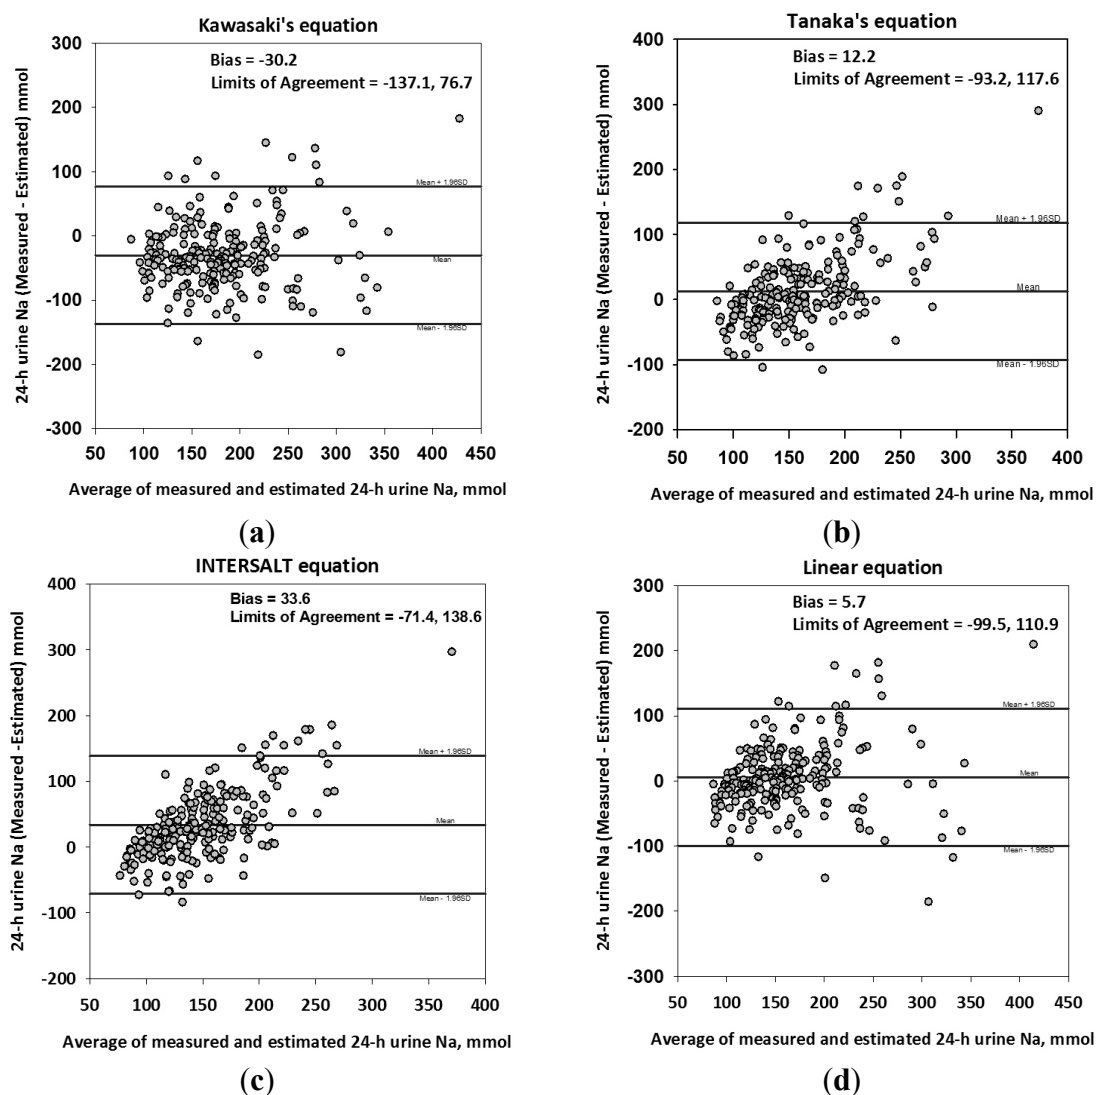 Kawasaki's equation
Bias = -30.2
Limits of Agreement = -137.1, 76.7
24-h urine Na (Measured - Estimated) mmol
300
200
100
0
-100
-200
-300
Mean + 1.96SD
Mean
Mean - 1.96SD
50 100 150 200 250 300 350 400 450
Average of measured and estimated 24-h urine Na, mmol
(a)
Tanaka's equation
Bias = 12.2
Limits of Agreement = -93.2, 117.6
24-h urine Na (Measured - Estimated) mmol
400
300
200
100
0
-100
-200
Mean + 1.96SD
Mean
Mean - 1.96SD
50 100 150 200 250 300 350 400
Average of measured and estimated 24-h urine Na, mmol
(b)
INTERSALT equation
Bias = 33.6
Limits of Agreement = -71.4, 138.6
24-h urine Na (Measured -Estimated) mmol
400
300
200
100
0
-100
-200
Mean + 1.96SD
Mean
Mean - 1.96SD
50 100 150 200 250 300 350 400
Average of measured and estimated 24-h urine Na, mmol
(c)
Linear equation
Bias = 5.7
Limits of Agreement = -99.5, 110.9
24-h urine Na (Measured - Estimated) mmol
300
200
100
0
-100
-200
-300
Mean + 1.96SD
Mean
Mean - 1.96SD
50 100 150 200 250 300 350 400 450
Average of measured and estimated 24-h urine Na, mmol
(d)